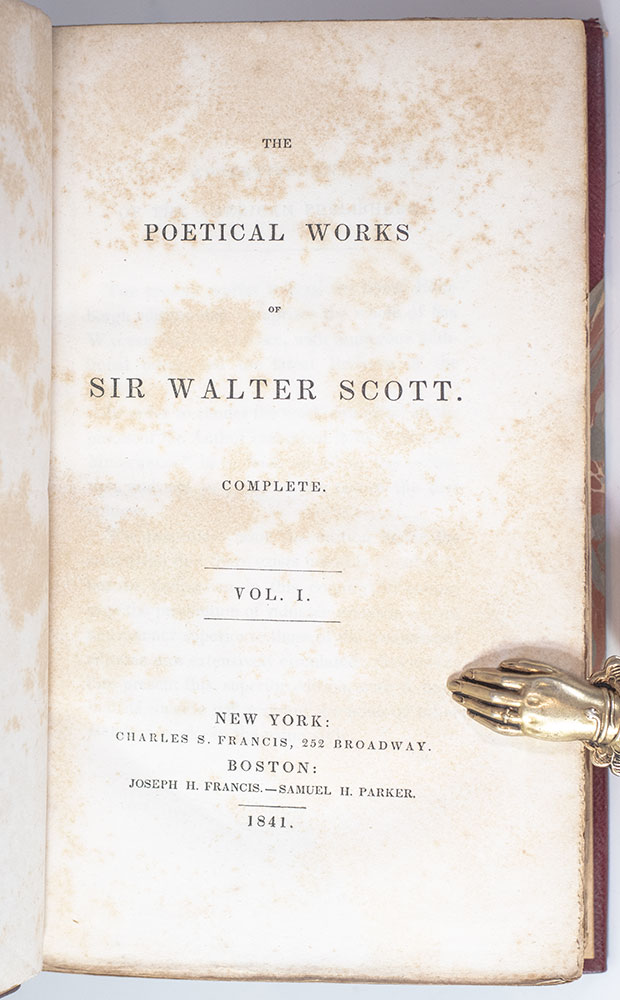 THE
POETICAL WORKS
OF
SIR WALTER SCOTT.
COMPLETE.
VOL. I.
NEW YORK:
CHARLES S. FRANCIS, 252 BROADWAY.
BOSTON:
JOSEPH H. FRANCIS.—SAMUEL H. PARKER.
1841.